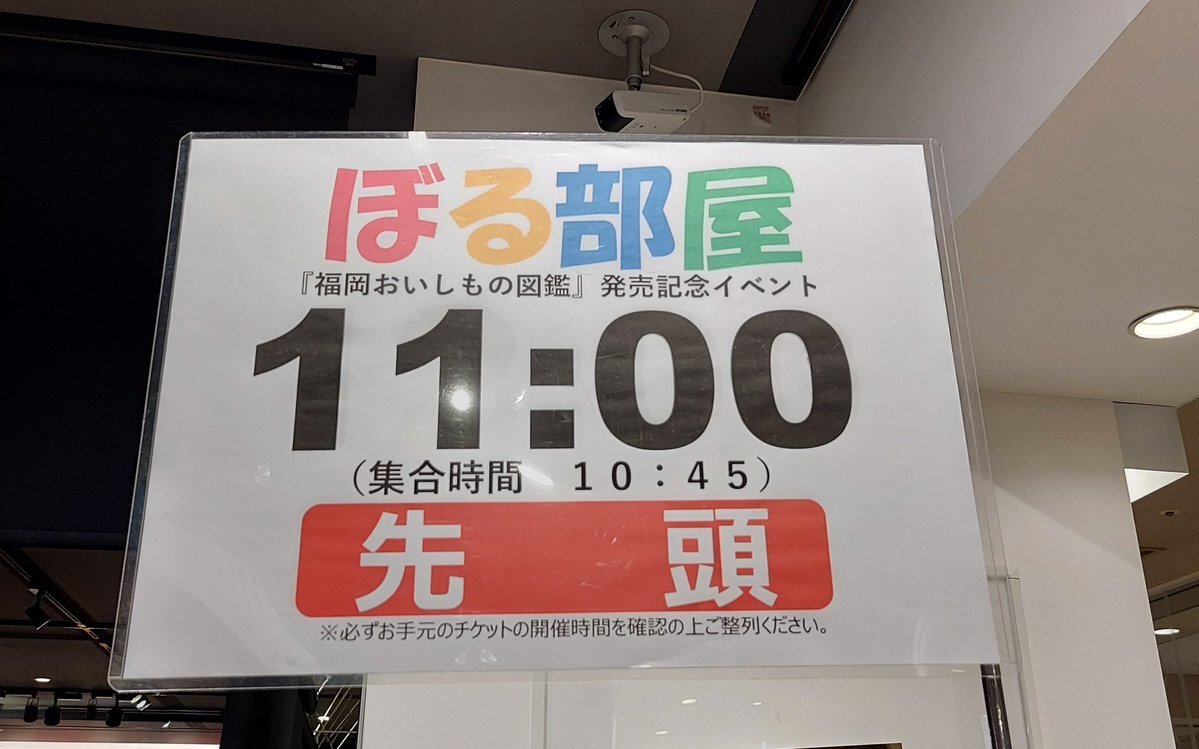 ぼる部屋
『福岡おいしもの図鑑』発売記念イベント
11:00
(集合時間　10：45)
先　頭
※必ずお手元のチケットの開催時間を確認の上ご整列ください。